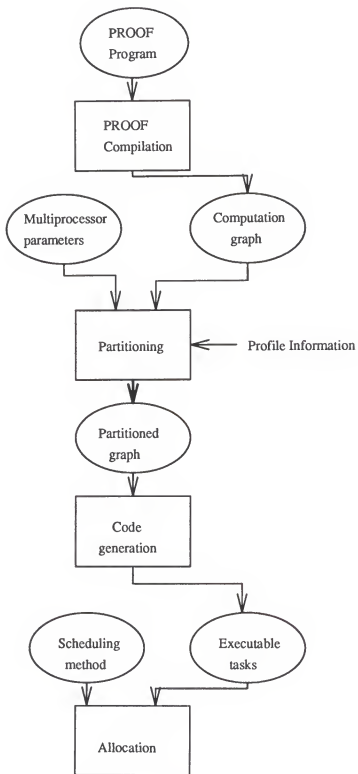 PROOF
Program
PROOF
Compilation
Multiprocessor
parameters
Computation
graph
Partitioning
Profile Information
Partitioned
graph
Code
generation
Scheduling
method
Executable
tasks
Allocation